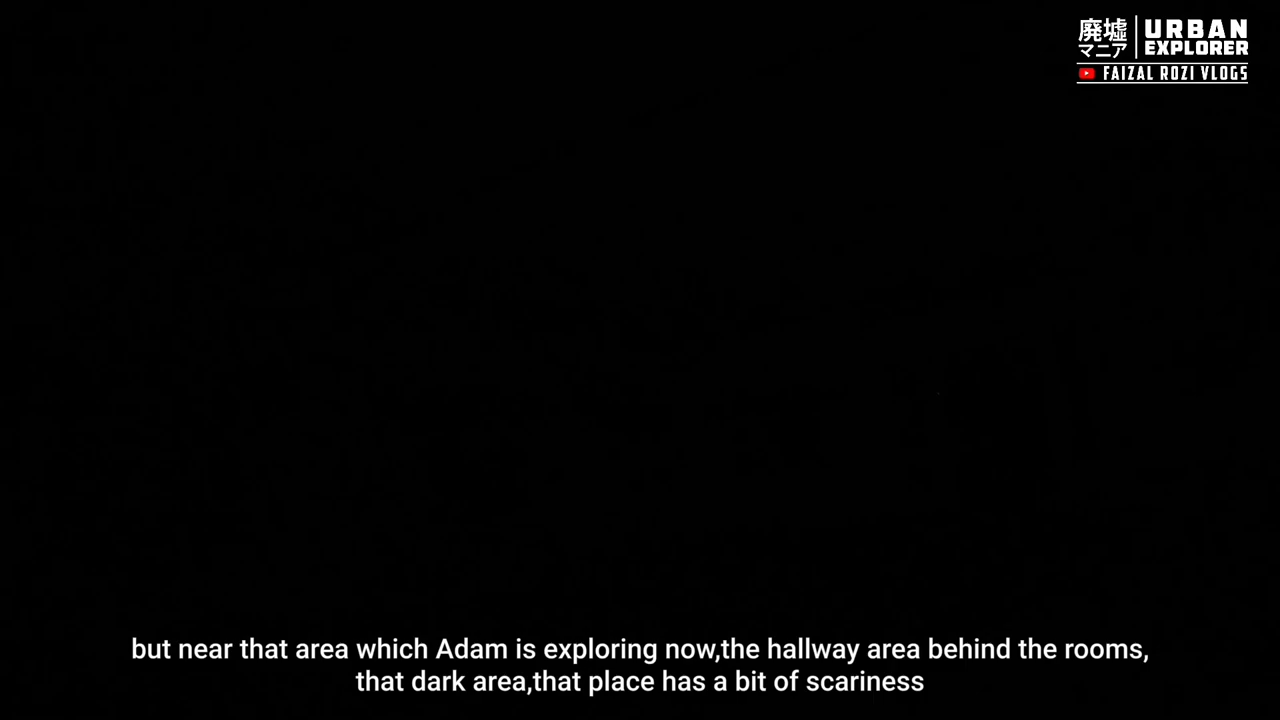 廃墟
マニア
URBAN
EXPLORER
FAIZAL ROZI VLOGS
but near that area which Adam is exploring now,the hallway area behind the rooms,
that dark area,that place has a bit of scariness